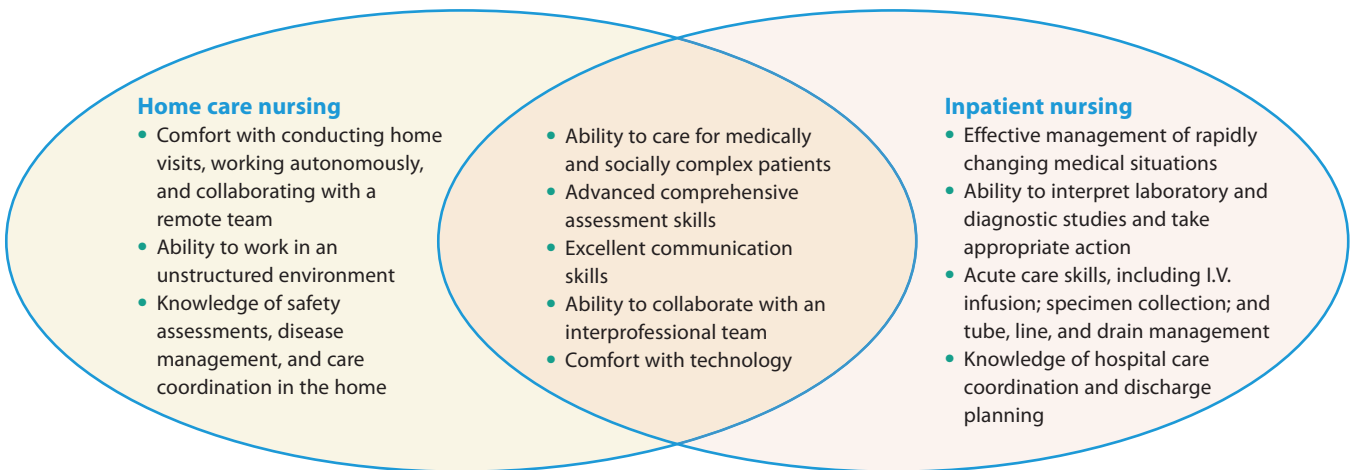 Home care nursing
• Comfort with conducting home
visits, working autonomously,
and collaborating with a
remote team
• Ability to work in an
unstructured environment
• Knowledge of safety
assessments, disease
management, and care
coordination in the home
• Ability to care for medically
and socially complex patients
• Advanced comprehensive
assessment skills
• Excellent communication
skills
• Ability to collaborate with an
interprofessional team
• Comfort with technology
Inpatient nursing
• Effective management of rapidly
changing medical situations
• Ability to interpret laboratory and
diagnostic studies and take
appropriate action
• Acute care skills, including I.V.
infusion; specimen collection; and
tube, line, and drain management
• Knowledge of hospital care
coordination and discharge
planning